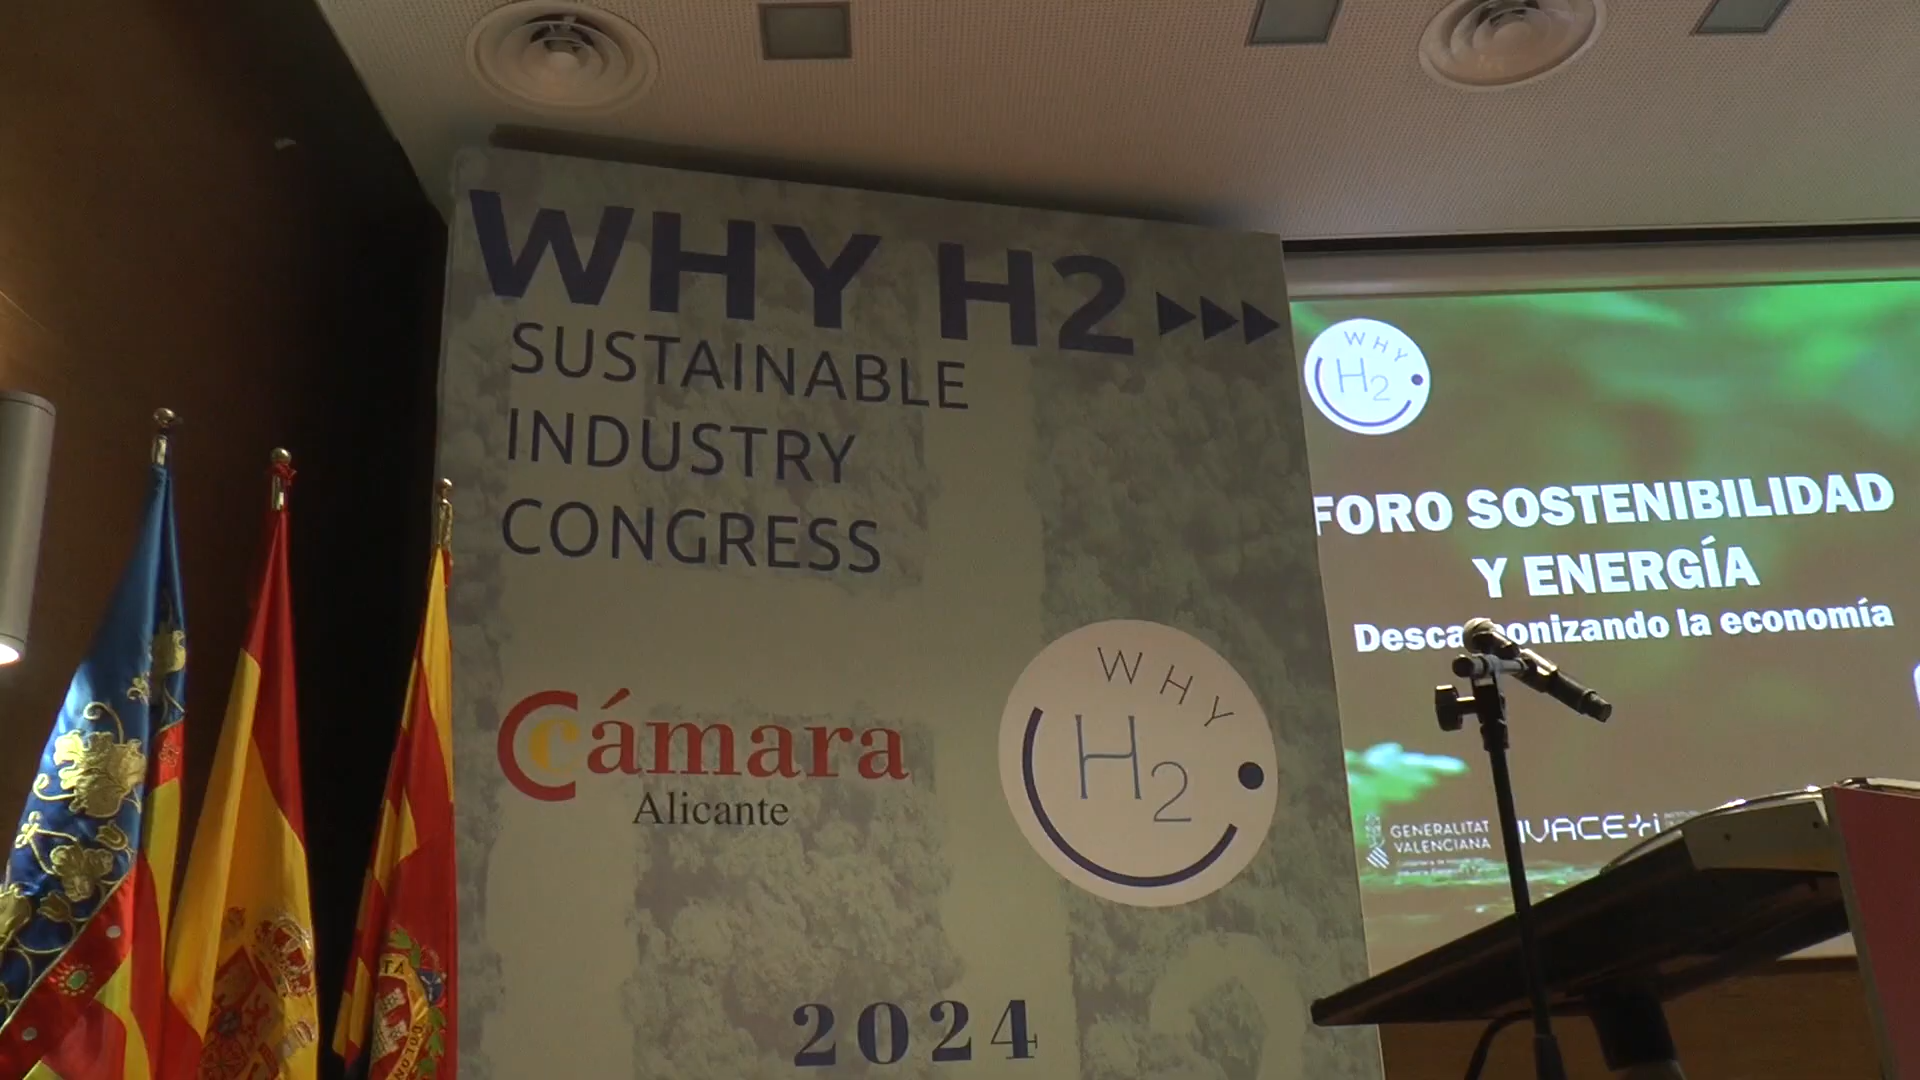 WHY H2
SUSTAINABLE
INDUSTRY
CONGRESS
Cámara
Alicante
WHY
H2
2024
WHY
H2
FORO SOSTENIBILIDAD
Y ENERGÍA
Descarbonizando la economía
GENERALITAT
VALENCIANA
IVACE+i